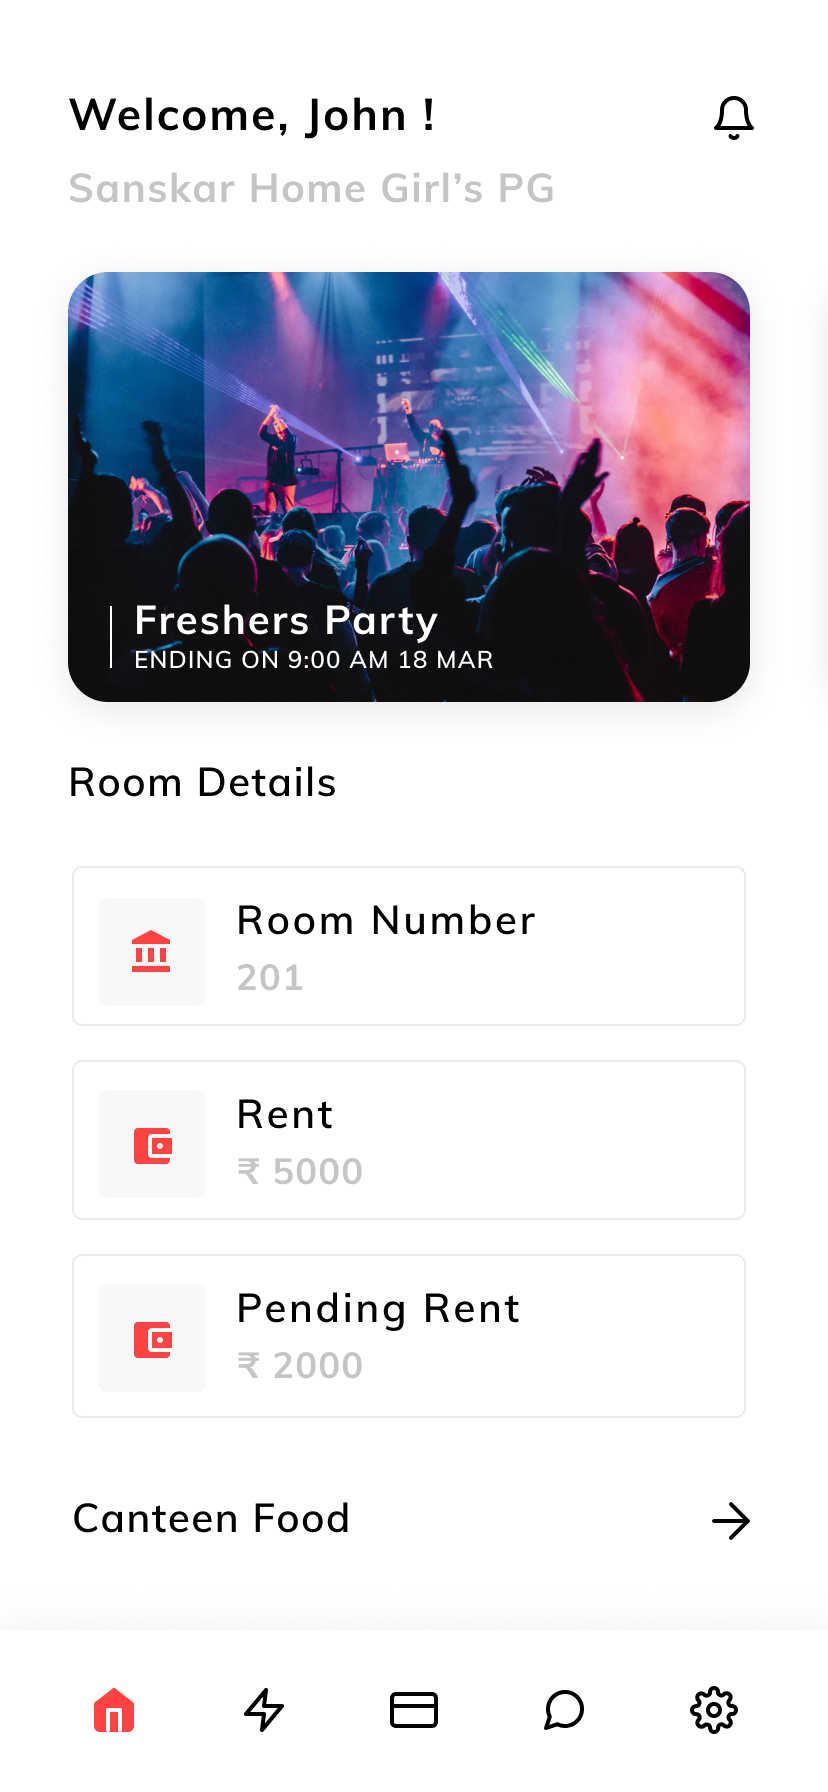 Welcome, John !
Sanskar Home Girl’s PG
Freshers Party
ENDING ON 9:00 AM 18 MAR
Room Details
Room Number
201
Rent
₹ 5000
Pending Rent
₹ 2000
Canteen Food